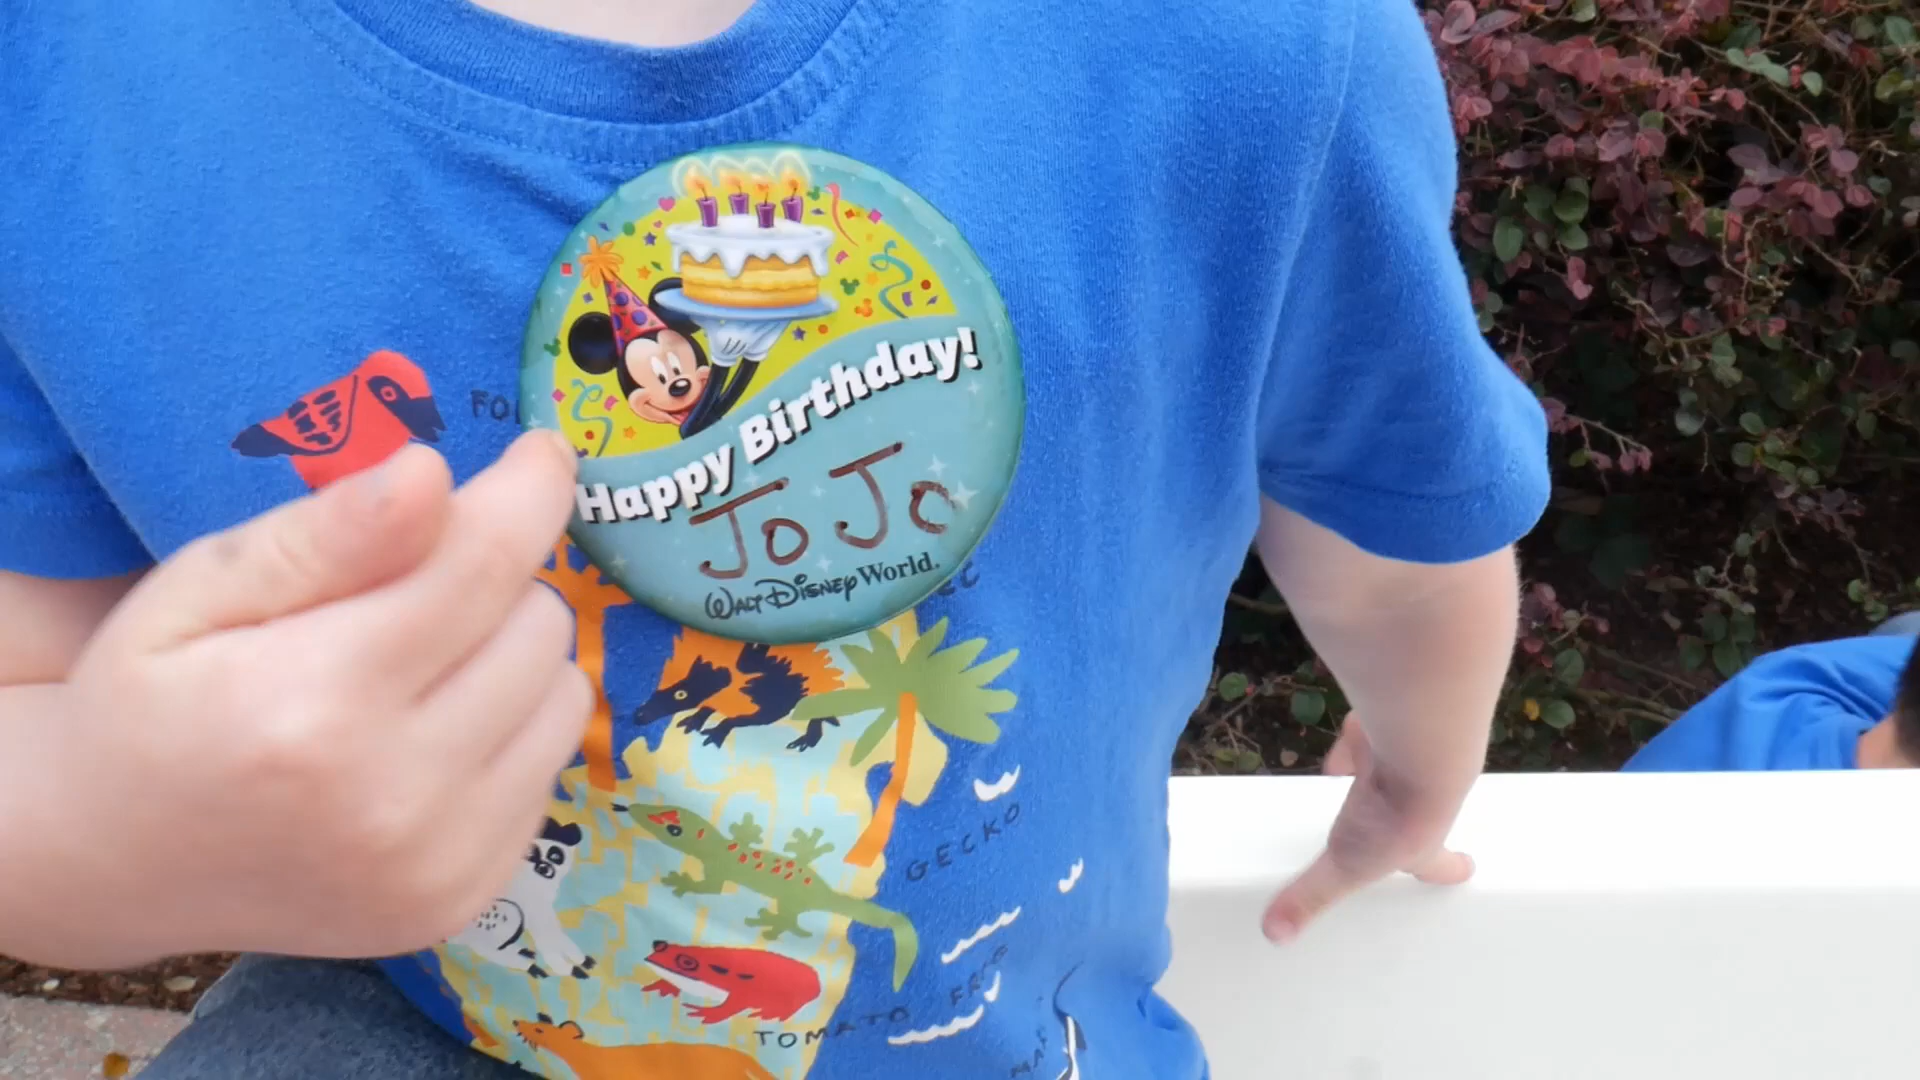 Happy Birthday!
JoJo
Walt Disney World.
GECKO
TOMATO FROG